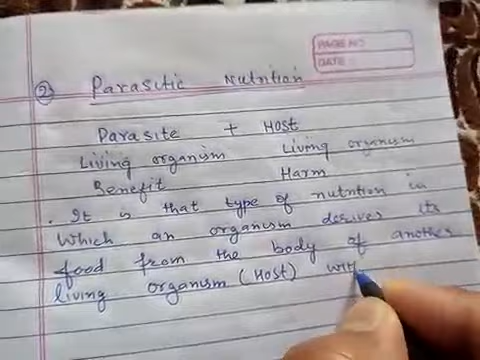 PAGE NO.
DATE:
② Parasitic Nutrition
Parasite + Host
Living organism Living organism
Benefit Harm
. It is that type of nutrition in
Which an organism derives its
food from the body of another
living organism (Host) wit